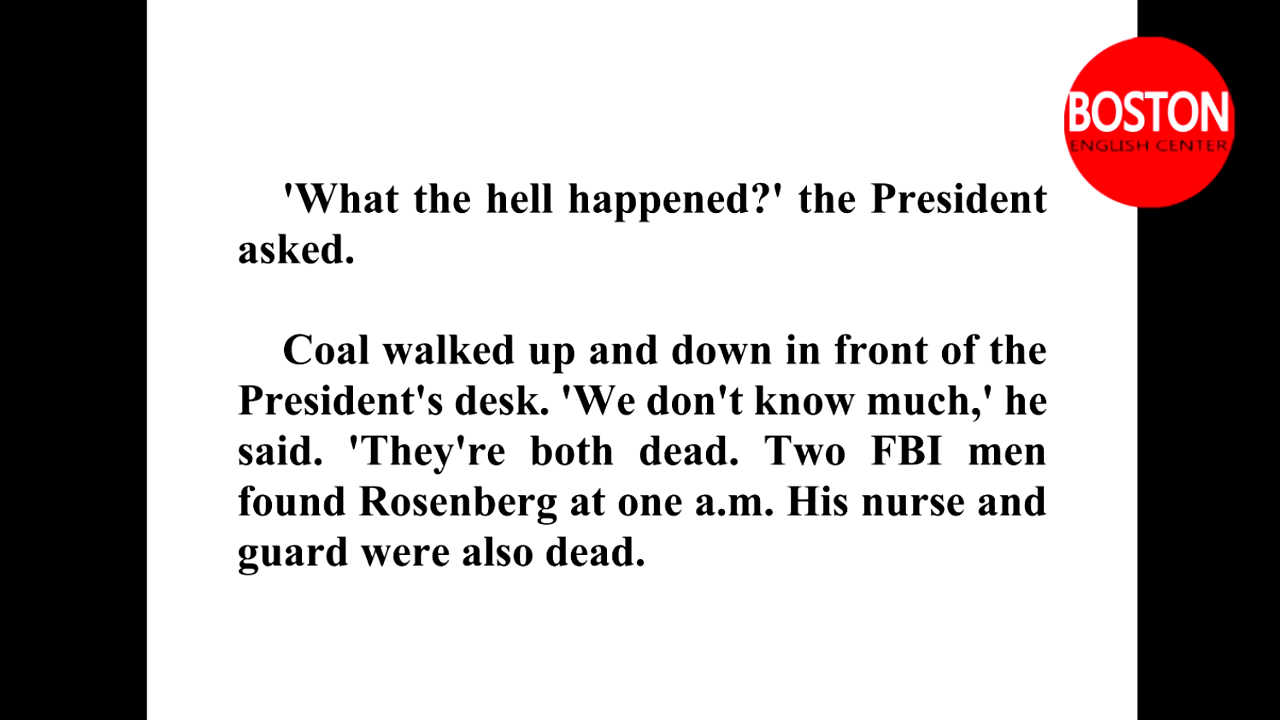 BOSTON
ENGLISH CENTER
'What the hell happened?' the President
asked.
Coal walked up and down in front of the
President's desk. 'We don't know much,' he
said. 'They're both dead. Two FBI men
found Rosenberg at one a.m. His nurse and
guard were also dead.